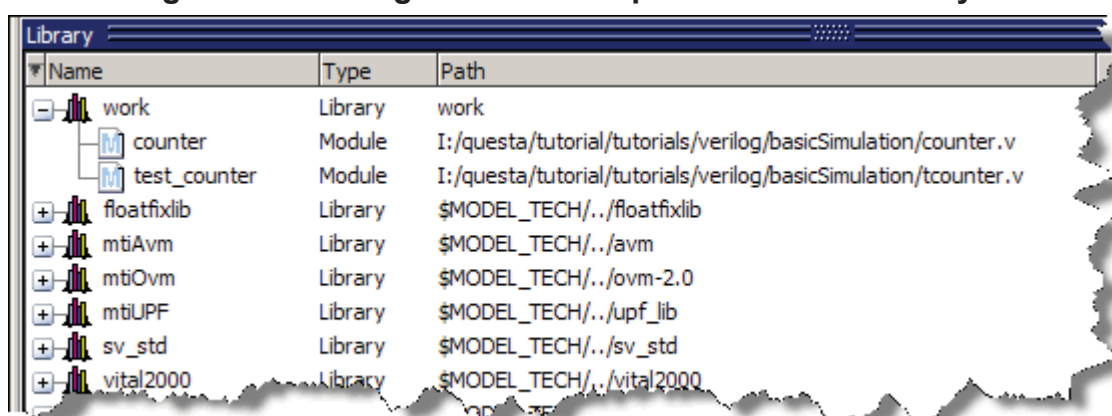 Library
Name Type Path
work Library work
counter Module I:/questa/tutorial/tutorials/verilog/basicSimulation/counter.v
test_counter Module I:/questa/tutorial/tutorials/verilog/basicSimulation/tcounter.v
floatfixlib Library $MODEL_TECH/../floatfixlib
mtiAvm Library $MODEL_TECH/../avm
mtiOvm Library $MODEL_TECH/../ovm-2.0
mtiUPF Library $MODEL_TECH/../upf_lib
sv_std Library $MODEL_TECH/../sv_std
vital2000 Library $MODEL_TECH/../vital2000